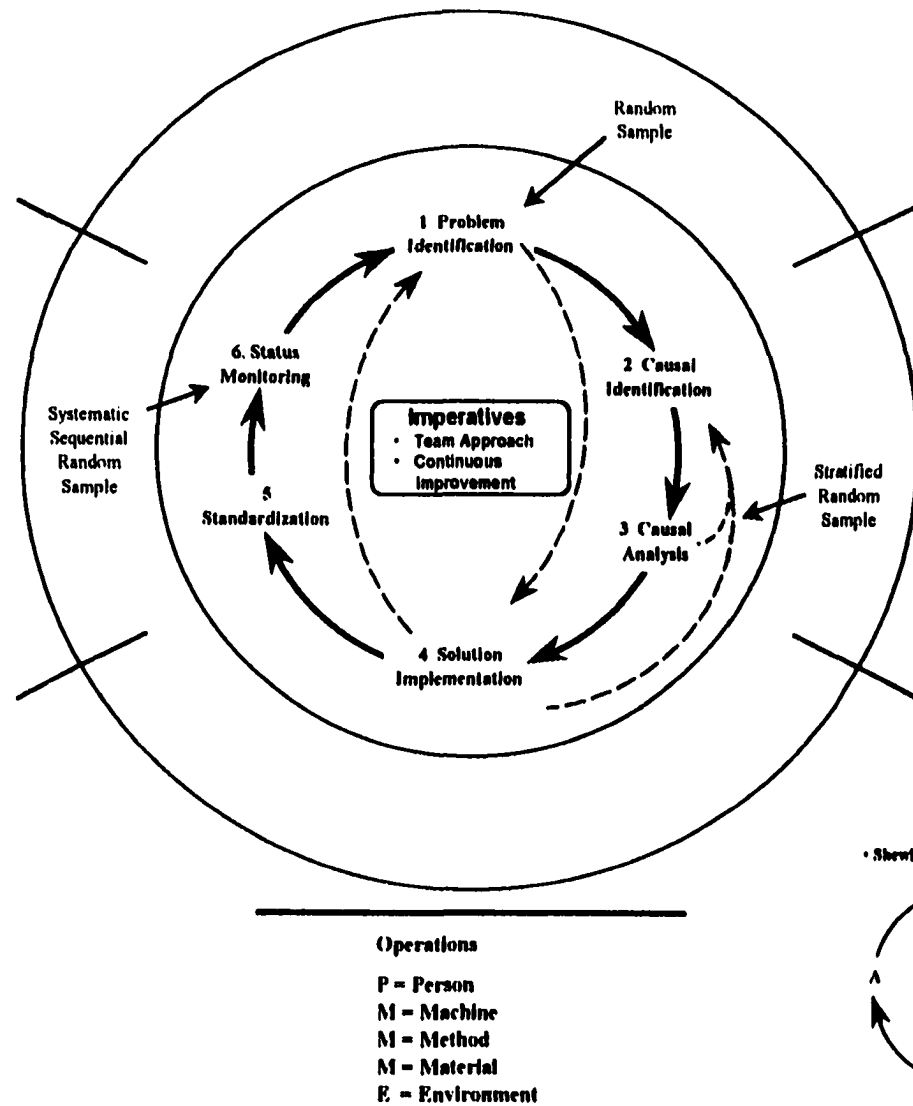 Random
Sample
1 Problem
Identification
2 Causal
Identification
6. Status
Monitoring
Imperatives
• Team Approach
• Continuous
Improvement
Systematic
Sequential
Random
Sample
5
Standardization
Stratified
Random
Sample
3 Causal
Analysis
4 Solution
Implementation
Operations
P = Person
M = Machine
M = Method
M = Material
E = Environment
A